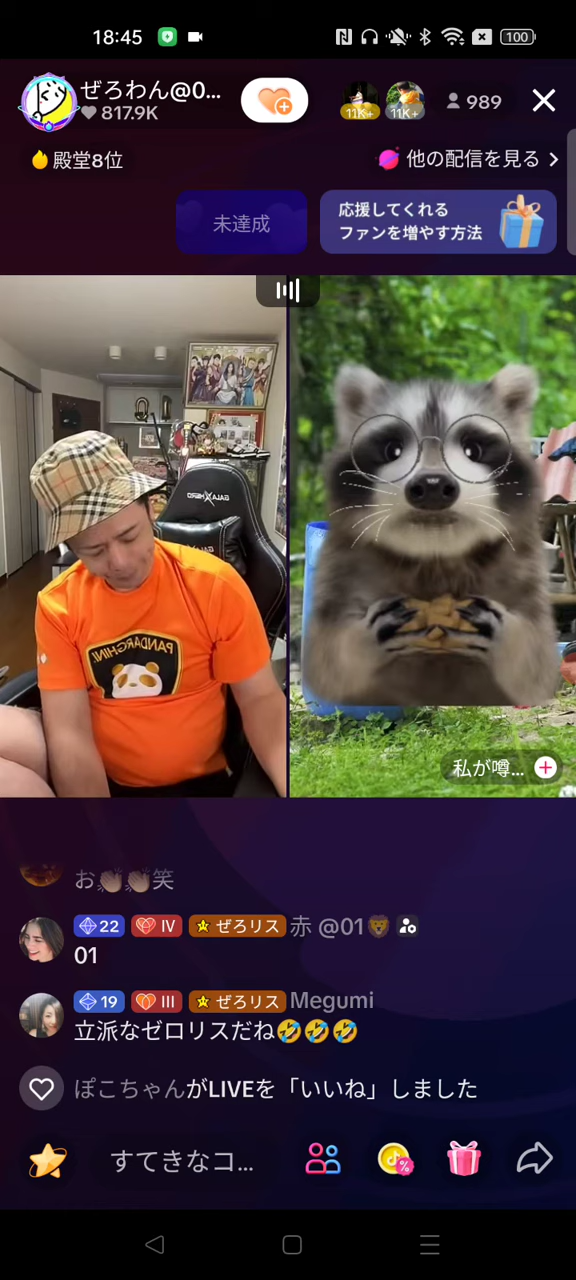 18:45
100
ぜろわん@0...
817.9K
11K+
11K+
989
殿堂8位
他の配信を見る
未達成
応援してくれる
ファンを増やす方法
GALAXHERO
PANDARGHINI
私が噂...
お👏🏻👏🏻笑
22 IV ぜろリス 赤 @01🦁
01
19 III ぜろリス Megumi
立派なゼロリスだね🤣🤣🤣
ぽこちゃんがLIVEを「いいね」しました
すてきなコ...